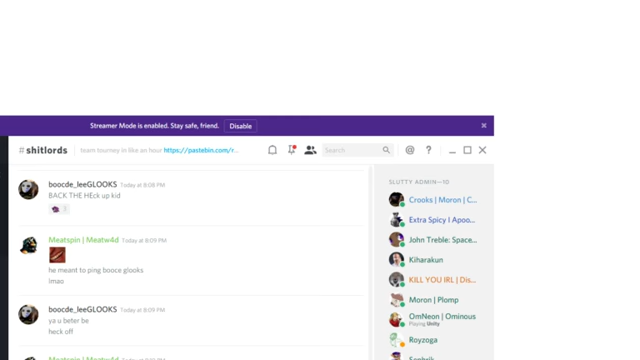 Streamer Mode is enabled. Stay safe, friend. Disable
#shitlords team tourney in like an hour https://pastebin.com/r... Search
SLUTTY ADMIN—10
boocde_leeGLOOKS Today at 8:08 PM
BACK THE HEck up kid
Crooks | Moron | C...
Extra Spicy I Apoo...
Meatspin | Meatw4d Today at 8:09 PM
John Treble: Space...
Kiharakun
he meant to ping booce glooks
lmao
KILL YOU IRL | Dis...
Moron | Plomp
boocde_leeGLOOKS Today at 8:09 PM
ya u beter be
heck off
OmNeon | Ominous
Playing Unity
Royzoga
Meatspin | Meatw4d